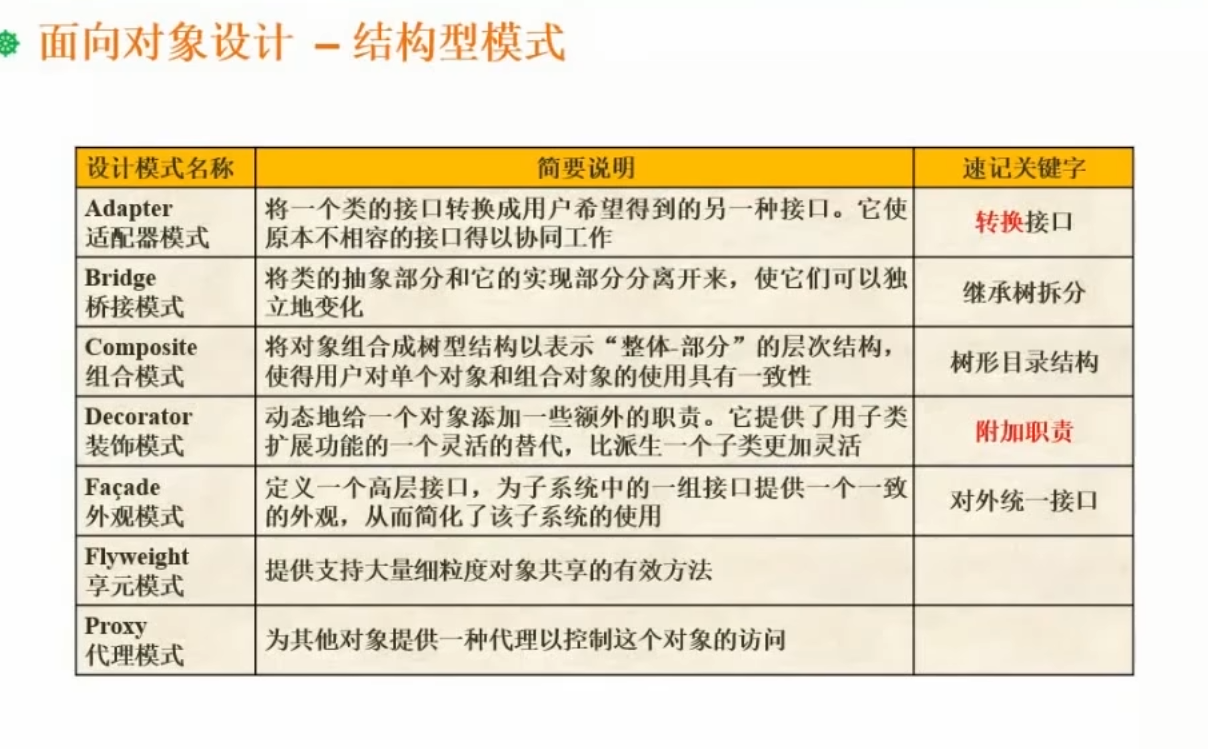 面向对象设计 – 结构型模式
设计模式名称 简要说明 速记关键字
Adapter
适配器模式
将一个类的接口转换成用户希望得到的另一种接口。它使
原本不相容的接口得以协同工作
转换接口
Bridge
桥接模式
将类的抽象部分和它的实现部分分离开来，使它们可以独
立地变化
继承树拆分
Composite
组合模式
将对象组合成树型结构以表示“整体-部分”的层次结构，
使得用户对单个对象和组合对象的使用具有一致性
树形目录结构
Decorator
装饰模式
动态地给一个对象添加一些额外的职责。它提供了用子类
扩展功能的一个灵活的替代，比派生一个子类更加灵活
附加职责
Façade
外观模式
定义一个高层接口，为子系统中的一组接口提供一个一致
的外观，从而简化了该子系统的使用
对外统一接口
Flyweight
享元模式
提供支持大量细粒度对象共享的有效方法
Proxy
代理模式
为其他对象提供一种代理以控制这个对象的访问